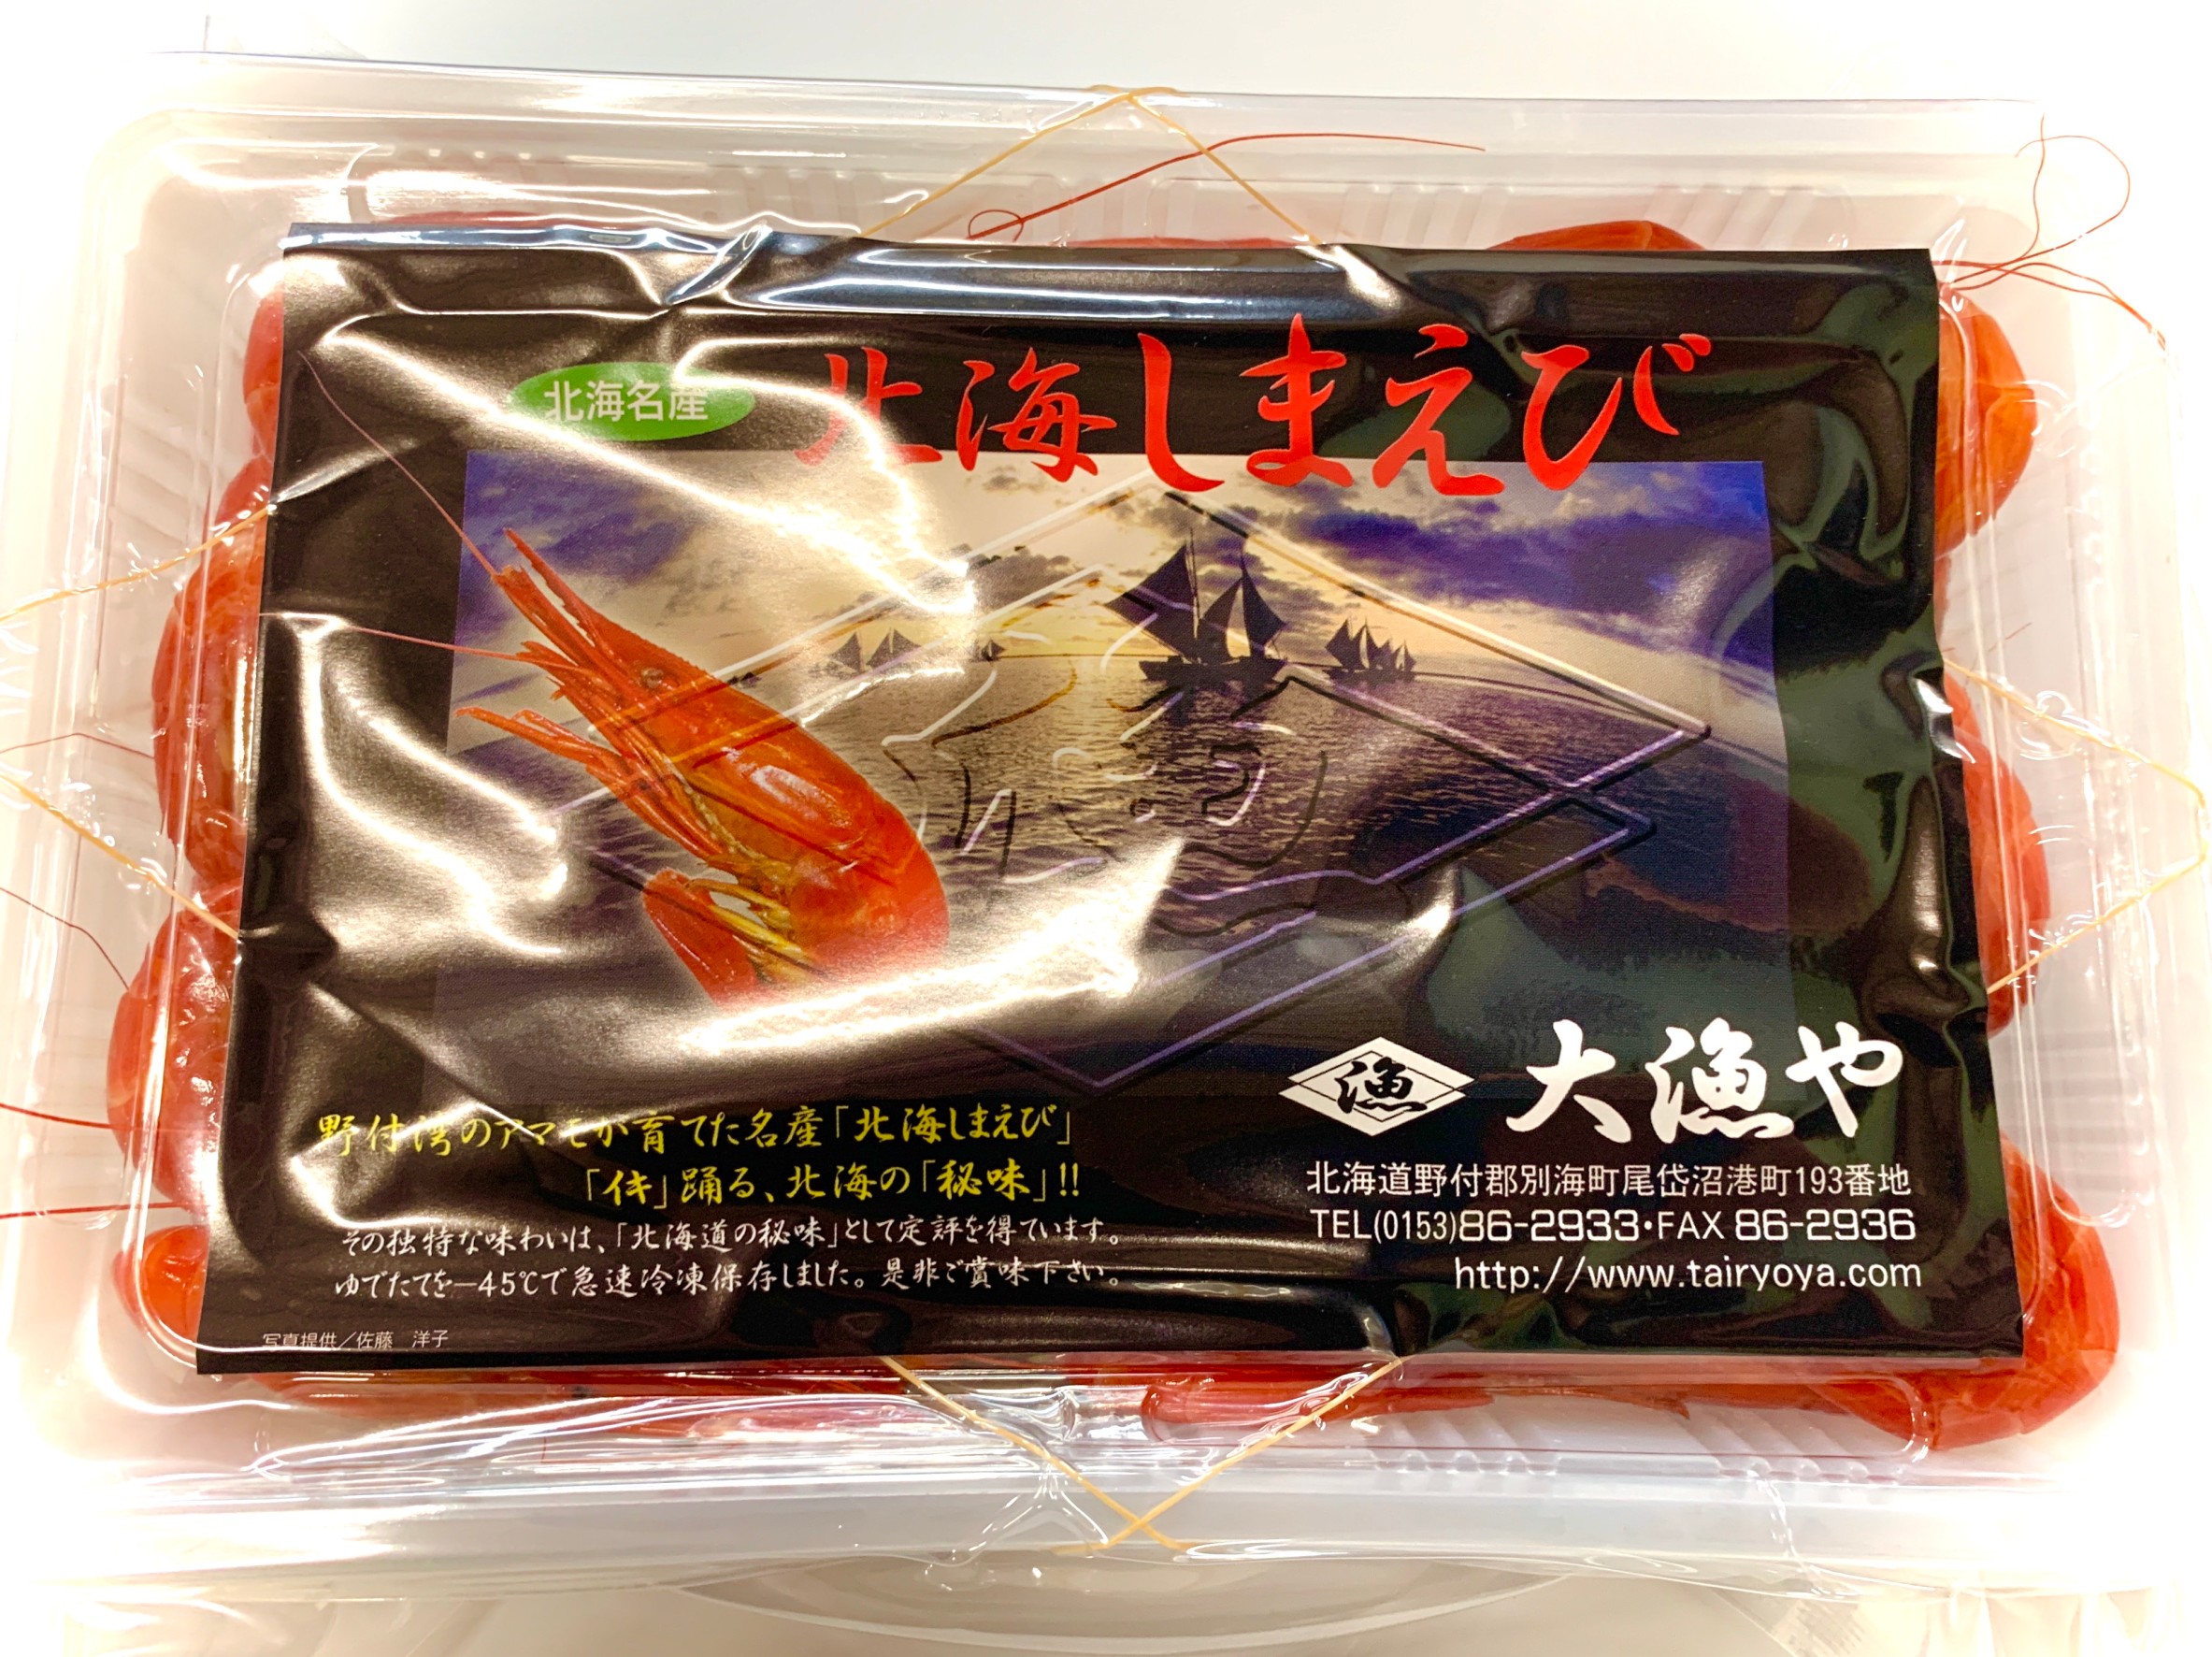 北海名産
北海しまえび
野付湾のアマモが育てた名産「北海しまえび」
「イキ」踊る、北海の「秘味」!!
その独特な味わいは、「北海道の秘味」として定評を得ています。
ゆでたてを－45℃で急速冷凍保存しました。是非ご賞味下さい。
写真提供／佐藤　洋子
漁 大漁や
北海道野付郡別海町尾岱沼港町193番地
TEL(0153)86-2933・FAX 86-2936
http://www.tairyoya.com